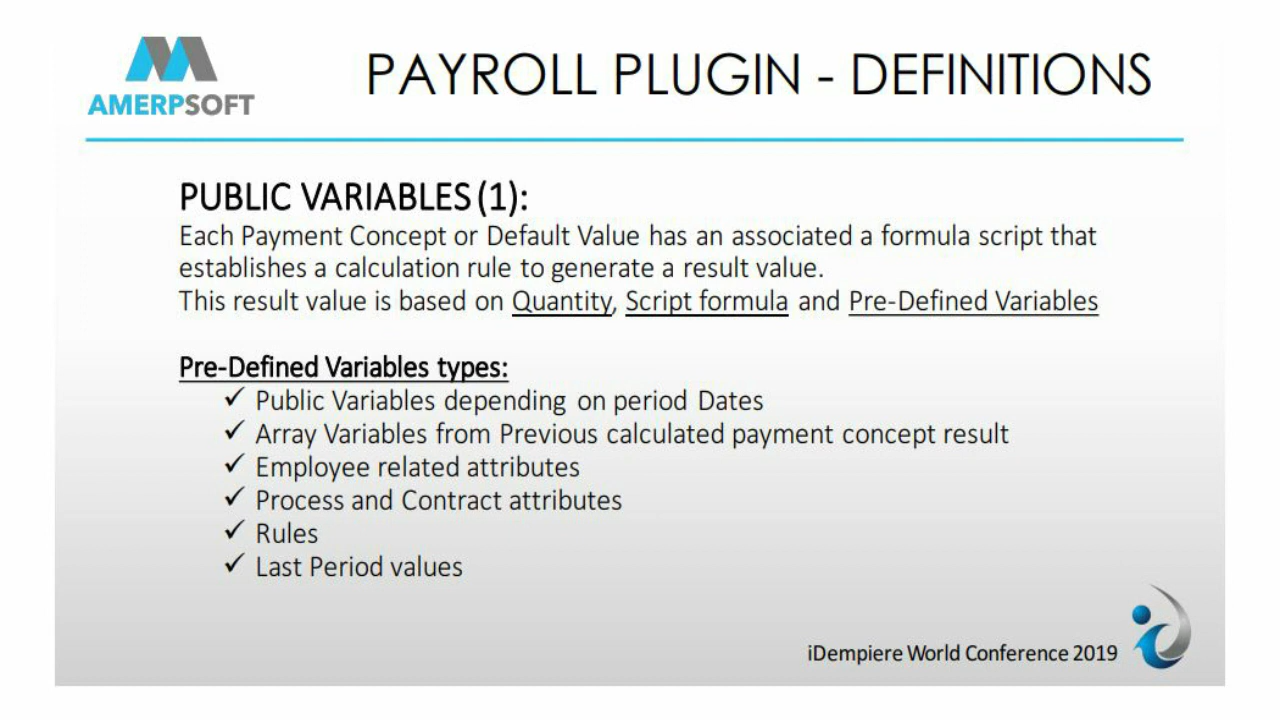 AMERPSOFT
PAYROLL PLUGIN - DEFINITIONS
PUBLIC VARIABLES (1):
Each Payment Concept or Default Value has an associated a formula script that
establishes a calculation rule to generate a result value.
This result value is based on Quantity, Script formula and Pre-Defined Variables
Pre-Defined Variables types:
✓ Public Variables depending on period Dates
✓ Array Variables from Previous calculated payment concept result
✓ Employee related attributes
✓ Process and Contract attributes
✓ Rules
✓ Last Period values
iDempiere World Conference 2019